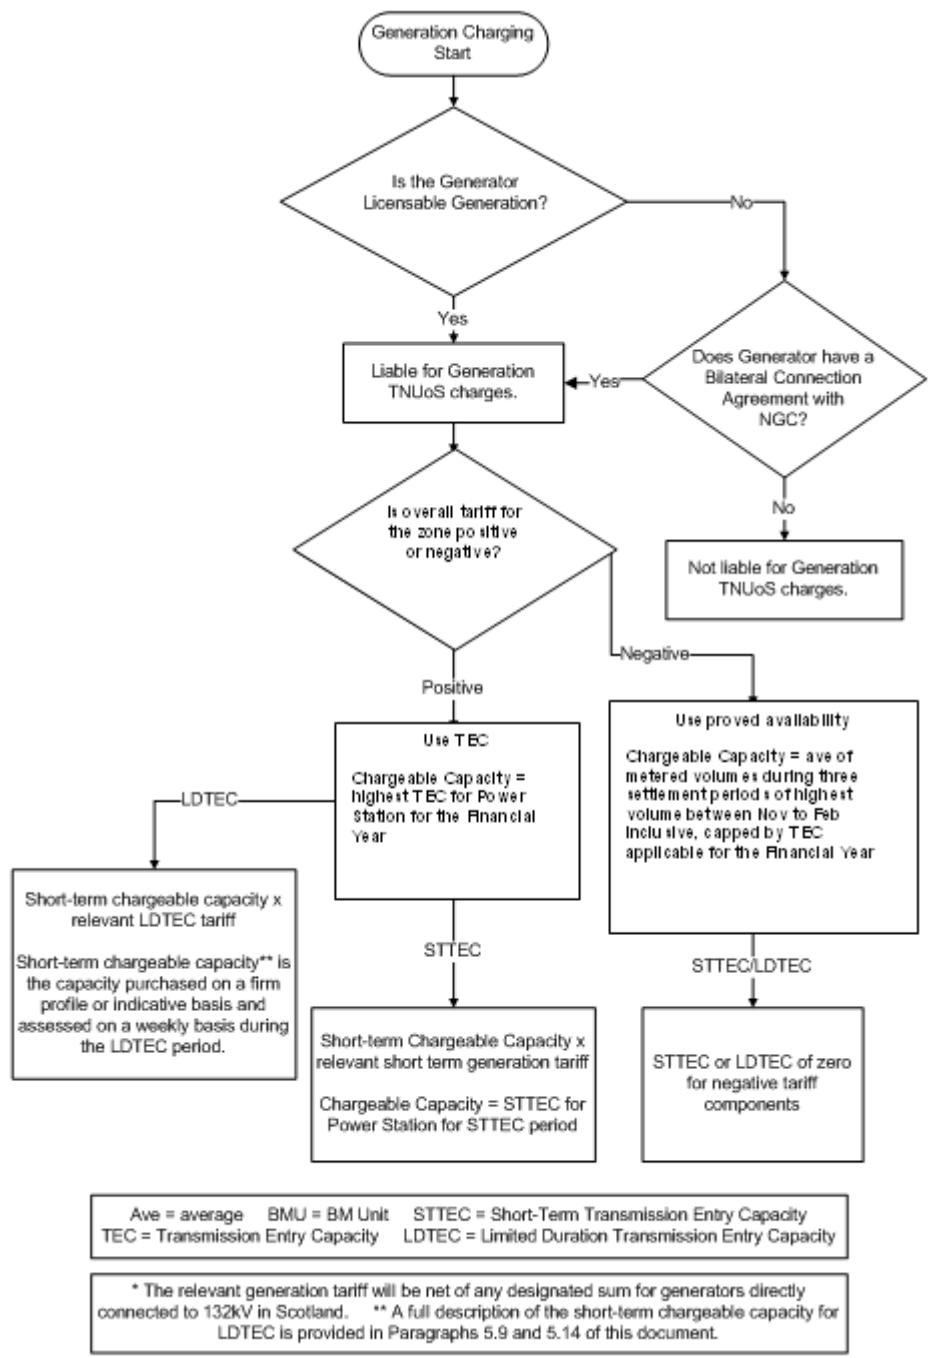 Generation Charging
Start
Is the Generator
Licensable Generation?
No
Yes
Does Generator have a
Bilateral Connection
Agreement with
NGC?
Liable for Generation
TNUoS charges.
Yes
No
Is overall tariff for
the zone positive
or negative?
Not liable for Generation
TNUoS charges.
Negative
Positive
Use TEC
Chargeable Capacity =
highest TEC for Power
Station for the Financial
Year
Use proved availability
Chargeable Capacity = ave of
metered volumes during three
settlement periods of highest
volume between Nov to Feb
inclusive, capped by TEC
applicable for the Financial Year
LDTEC
Short-term chargeable capacity x
relevant LDTEC tariff
Short-term chargeable capacity** is
the capacity purchased on a firm
profile or indicative basis and
assessed on a weekly basis during
the LDTEC period.
STTEC
STTEC/LDTEC
Short-term Chargeable Capacity x
relevant short term generation tariff
Chargeable Capacity = STTEC for
Power Station for STTEC period
STTEC or LDTEC of zero
for negative tariff
components
Ave = average BMU = BM Unit STTEC = Short-Term Transmission Entry Capacity
TEC = Transmission Entry Capacity LDTEC = Limited Duration Transmission Entry Capacity
* The relevant generation tariff will be net of any designated sum for generators directly
connected to 132kV in Scotland. ** A full description of the short-term chargeable capacity for
LDTEC is provided in Paragraphs 5.9 and 5.14 of this document.